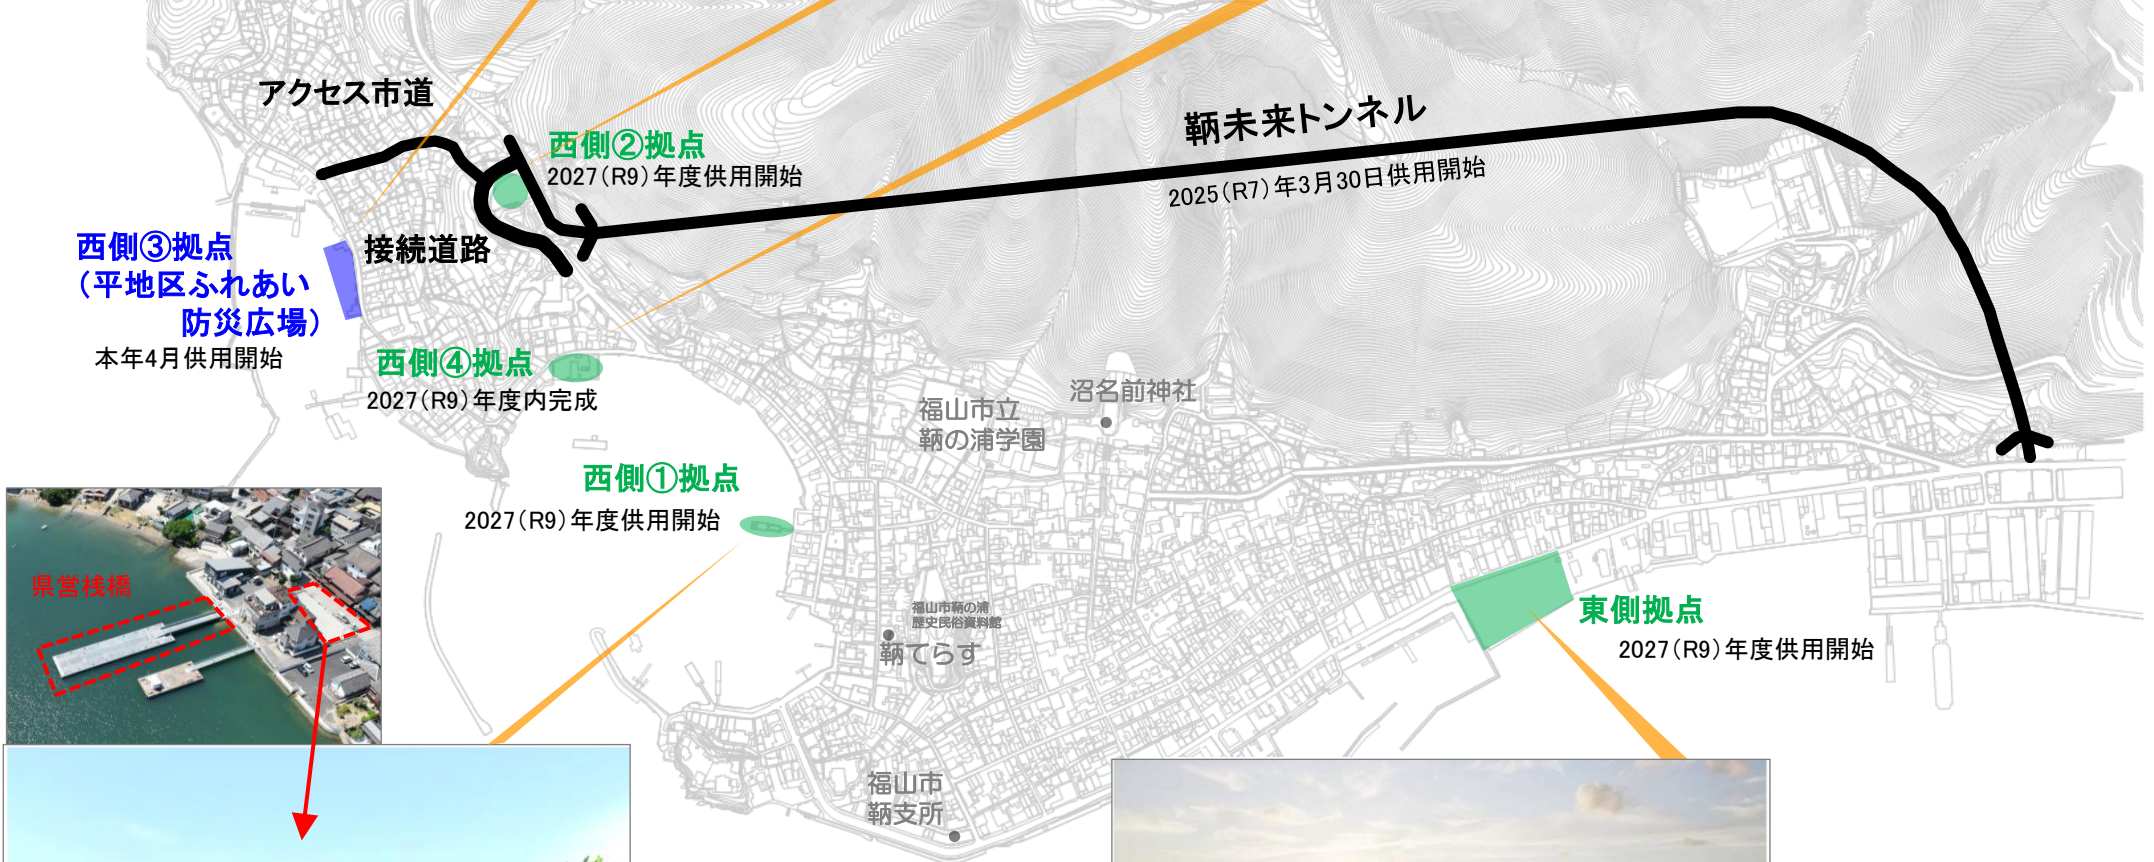 アクセス市道
西側②拠点
2027(R9)年度供用開始
鞆未来トンネル
2025(R7)年3月30日供用開始
西側③拠点
(平地区ふれあい
防災広場)
本年4月供用開始
接続道路
西側④拠点
2027(R9)年度内完成
福山市立
鞆の浦学園
沼名前神社
西側①拠点
2027(R9)年度供用開始
県営桟橋
福山市鞆の浦
歴史民俗資料館
鞆てらす
東側拠点
2027(R9)年度供用開始
福山市
鞆支所